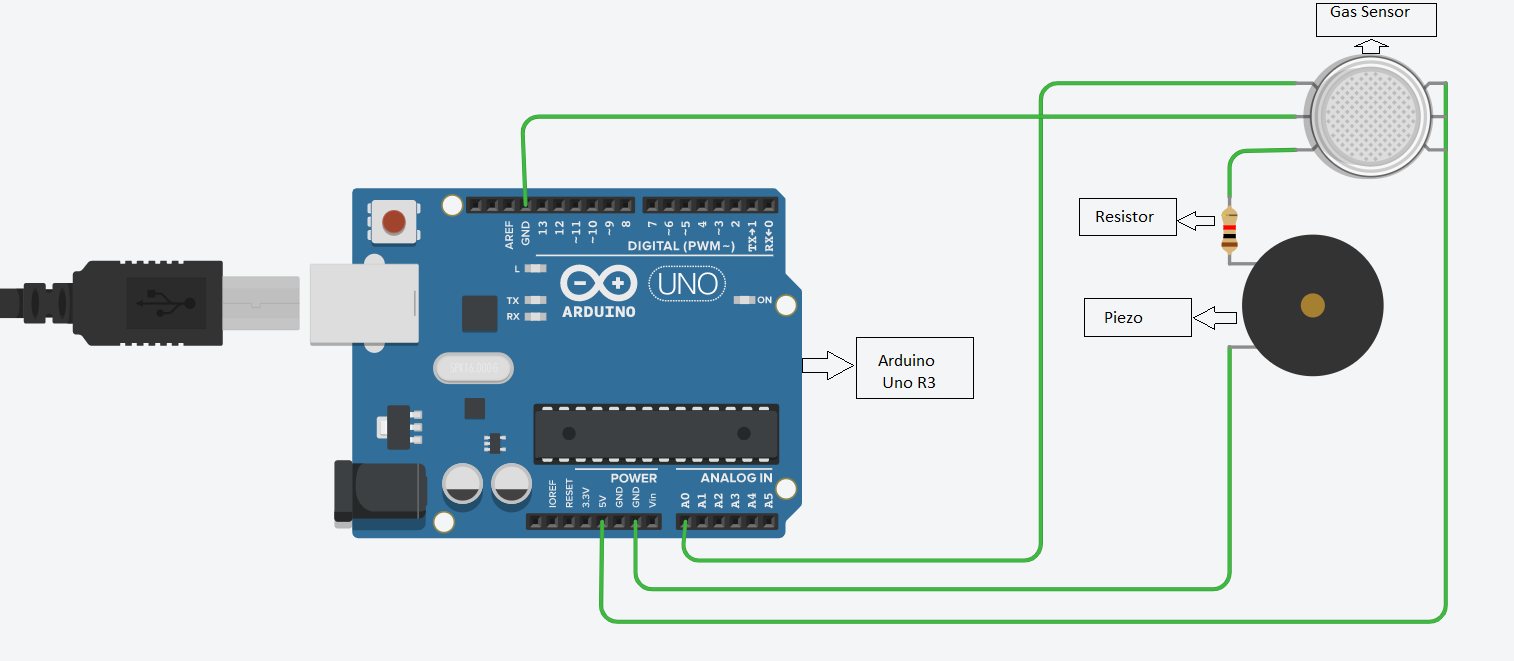 Gas Sensor
Resistor
Piezo
Arduino
Uno R3
AREF
GND
13
12
~11
~10
~9
8
7
~6
~5
4
~3
2
TX→1
RX←0
DIGITAL (PWM~)
L
TX
RX
ARDUINO
UNO
ON
SPK16.000G
POWER
ANALOG IN
IOREF
RESET
3.3V
5V
GND
GND
Vin
A0
A1
A2
A3
A4
A5